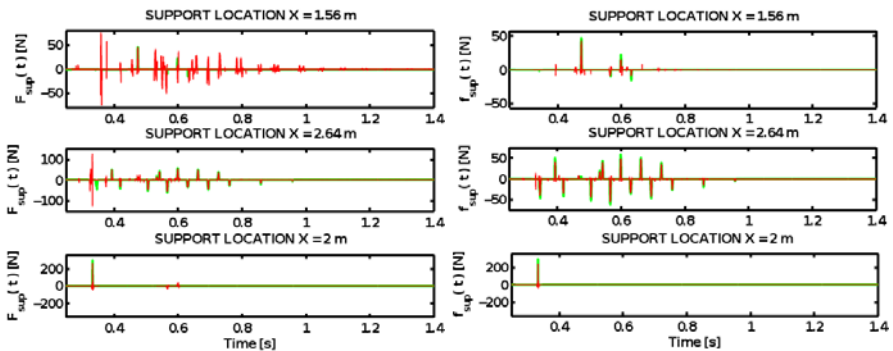 SUPPORT LOCATION X = 1.56 m
F_sup(t) [N]
50
0
−50
0.4 0.6 0.8 1 1.2 1.4
SUPPORT LOCATION X = 2.64 m
F_sup(t) [N]
100
0
−100
0.4 0.6 0.8 1 1.2 1.4
SUPPORT LOCATION X = 2 m
F_sup(t) [N]
200
0
−200
0.4 0.6 0.8 1 1.2 1.4
Time [s]
SUPPORT LOCATION X = 1.56 m
f_sup(t) [N]
50
0
−50
0.4 0.6 0.8 1 1.2 1.4
SUPPORT LOCATION X = 2.64 m
f_sup(t) [N]
50
0
−50
0.4 0.6 0.8 1 1.2 1.4
SUPPORT LOCATION X = 2 m
f_sup(t) [N]
200
0
−200
0.4 0.6 0.8 1 1.2 1.4
Time [s]